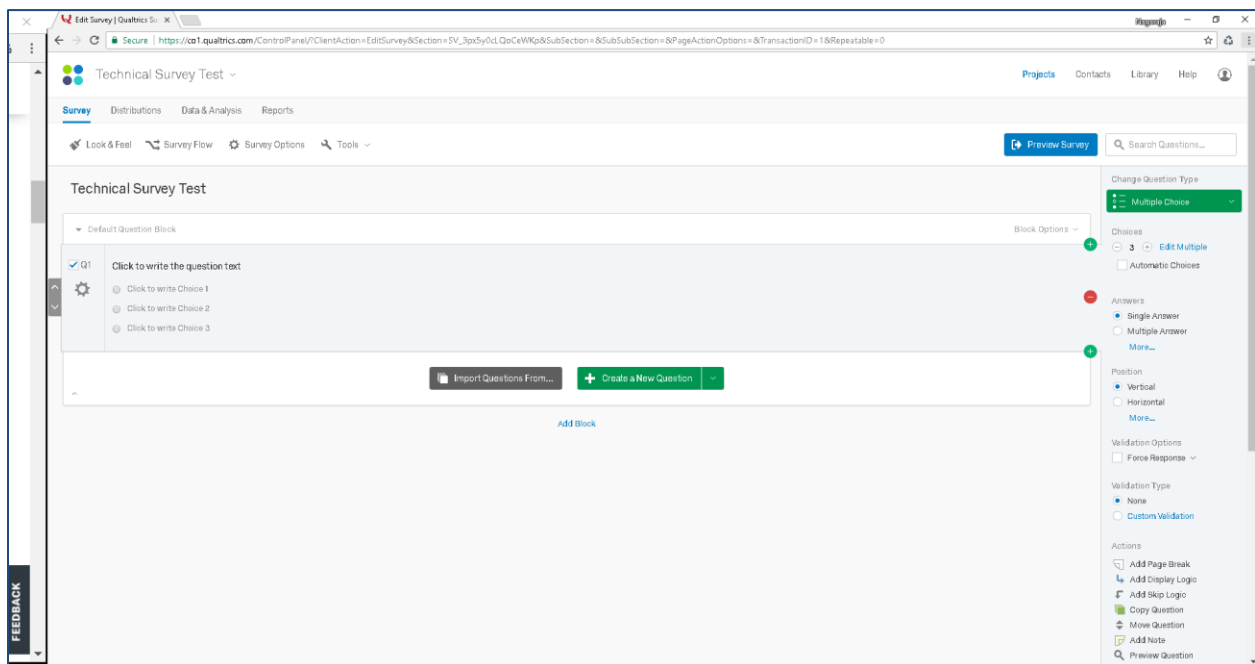 Edit Survey | Qualtrics Su
Secure | https://co1.qualtrics.com/ControlPanel/?ClientAction=EditSurvey&Section=SV_3px5y0cLQoCeWKp&SubSection=&SubSubSection=&PageActionOptions=&TransactionID=1&Repeatable=0
Technical Survey Test
Projects Contacts Library Help
Survey Distributions Data & Analysis Reports
Look & Feel Survey Flow Survey Options Tools
Preview Survey Search Questions...
Technical Survey Test
Default Question Block Block Options
Q1 Click to write the question text
Click to write Choice 1
Click to write Choice 2
Click to write Choice 3
Import Questions From... Create a New Question
Add Block
Change Question Type
Multiple Choice
Choices
3 Edit Multiple
Automatic Choices
Answers
Single Answer
Multiple Answer
More...
Position
Vertical
Horizontal
More...
Validation Options
Force Response
Validation Type
None
Custom Validation
Actions
Add Page Break
Add Display Logic
Add Skip Logic
Copy Question
Move Question
Add Note
Preview Question
FEEDBACK